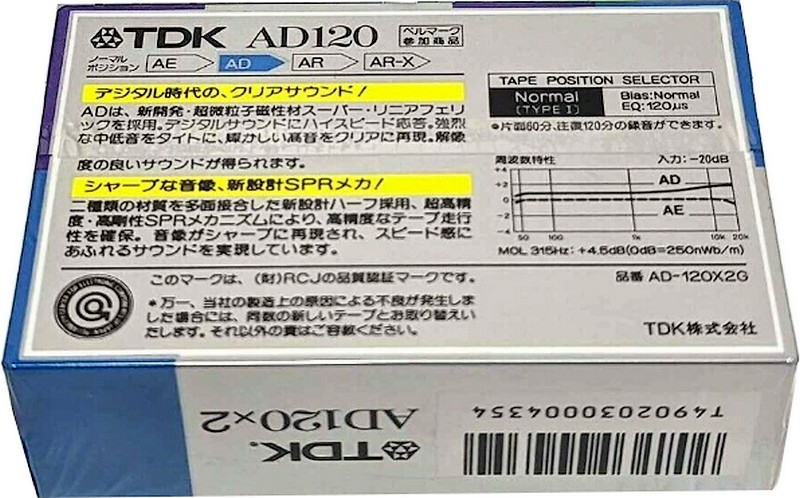 TDK AD120 ベルマーク参加商品
ノーマルポジション AE AD AR AR-X
デジタル時代の、クリアサウンド!
ADは、新開発・超微粒子磁性材スーパー・リニアフェリ
ックを採用。デジタルサウンドにハイスピード応答。強烈
な中低音をタイトに、輝かしい高音をクリアに再現。解像
度の良いサウンドが得られます。
シャープな音像、新設計SPRメカ!
二種類の材質を多面接合した新設計ハーフ採用、超高精
度・高剛性SPRメカニズムにより、高精度なテープ走行
性を確保。音像がシャープに再現され、スピード感に
あふれるサウンドを実現しています。
このマークは、(財)RCJの品質認証マークです。
*万一、当社の製造上の原因による不良が発生しま
した場合には、同数の新しいテープとお取り替えい
たします。それ以外の責はご容赦ください。
TAPE POSITION SELECTOR
Normal (TYPE I) Bias:Normal
EQ:120μs
●片面60分、往復120分の録音ができます。
周波数特性 入力:-20dB
+4
+2
0
-2
-4
AD
AE
50 100 1k 10k 20k
MOL 315Hz: +4.5dB(0dB=250nWb/m)
品番 AD-120X2G
TDK株式会社
TDK. AD120×2
T4902030004354